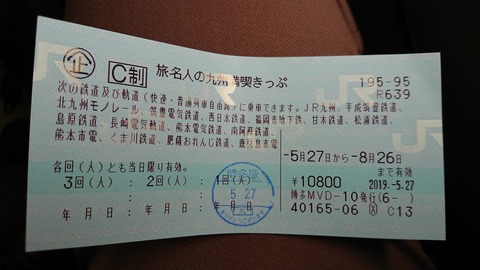 企 C制 旅名人の九州満喫きっぷ 195-95
R639
次の鉄道及び軌道(快速・普通列車自由席)に乗車できます。JR九州、平成筑豊鉄道、
北九州モノレール、筑豊電気鉄道、西日本鉄道、福岡市地下鉄、甘木鉄道、松浦鉄道、
島原鉄道、長崎電気軌道、熊本電気鉄道、南阿蘇鉄道、
熊本市電、くま川鉄道、肥薩おれんじ鉄道、鹿児島市電
-5月27日から-8月26日
まで有効
各回(人)とも当日限り有効。
¥10800 2019.-5.27
3回(人): 2回(人): 1回(人)
博多MVD-10発行(6- )
年 月 日: 年 月 日: 年 月 日
40165-06 C13
博多駅
5.27
JR